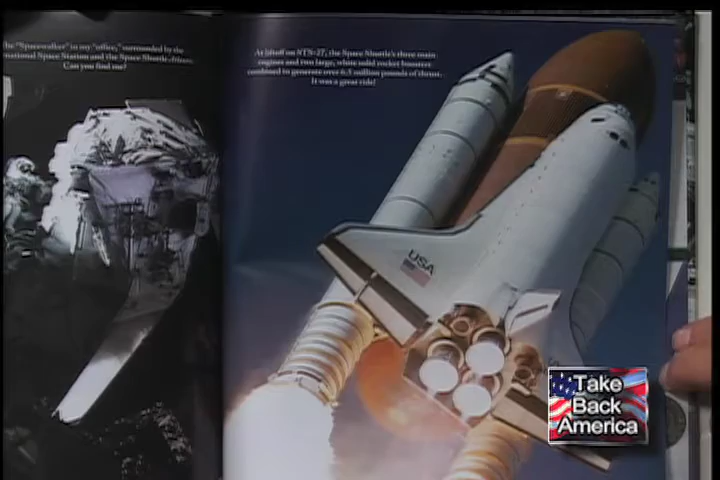 The "Spacewalker" in my "office," surrounded by the
national Space Station and the Space Shuttle
Can you find me?
At liftoff on STS-27, the Space Shuttle's three main
engines and two large, white solid rocket boosters
combined to generate over 6.5 million pounds of thrust.
It was a great ride!
USA
Take
Back
America